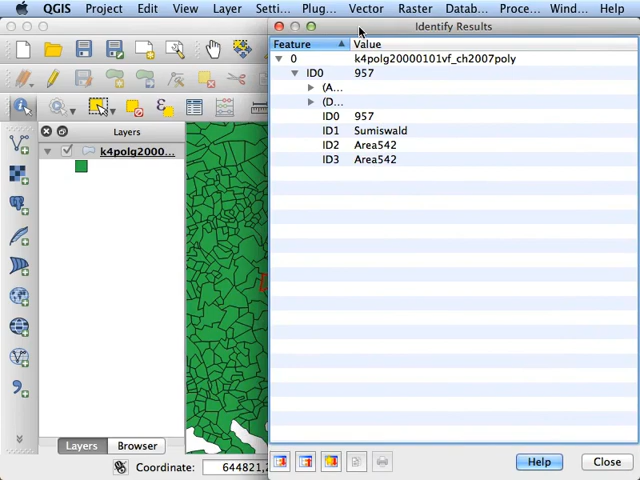 QGIS Project Edit View Layer Setti... Plug... Vector Raster Datab... Proce... Wind... Help
Identify Results
Feature Value
0 k4polg20000101vf_ch2007poly
ID0 957
(A...
(D...
ID0 957
ID1 Sumiswald
ID2 Area542
ID3 Area542
Layers
k4polg2000...
Layers Browser
Help Close
Coordinate: 644821,